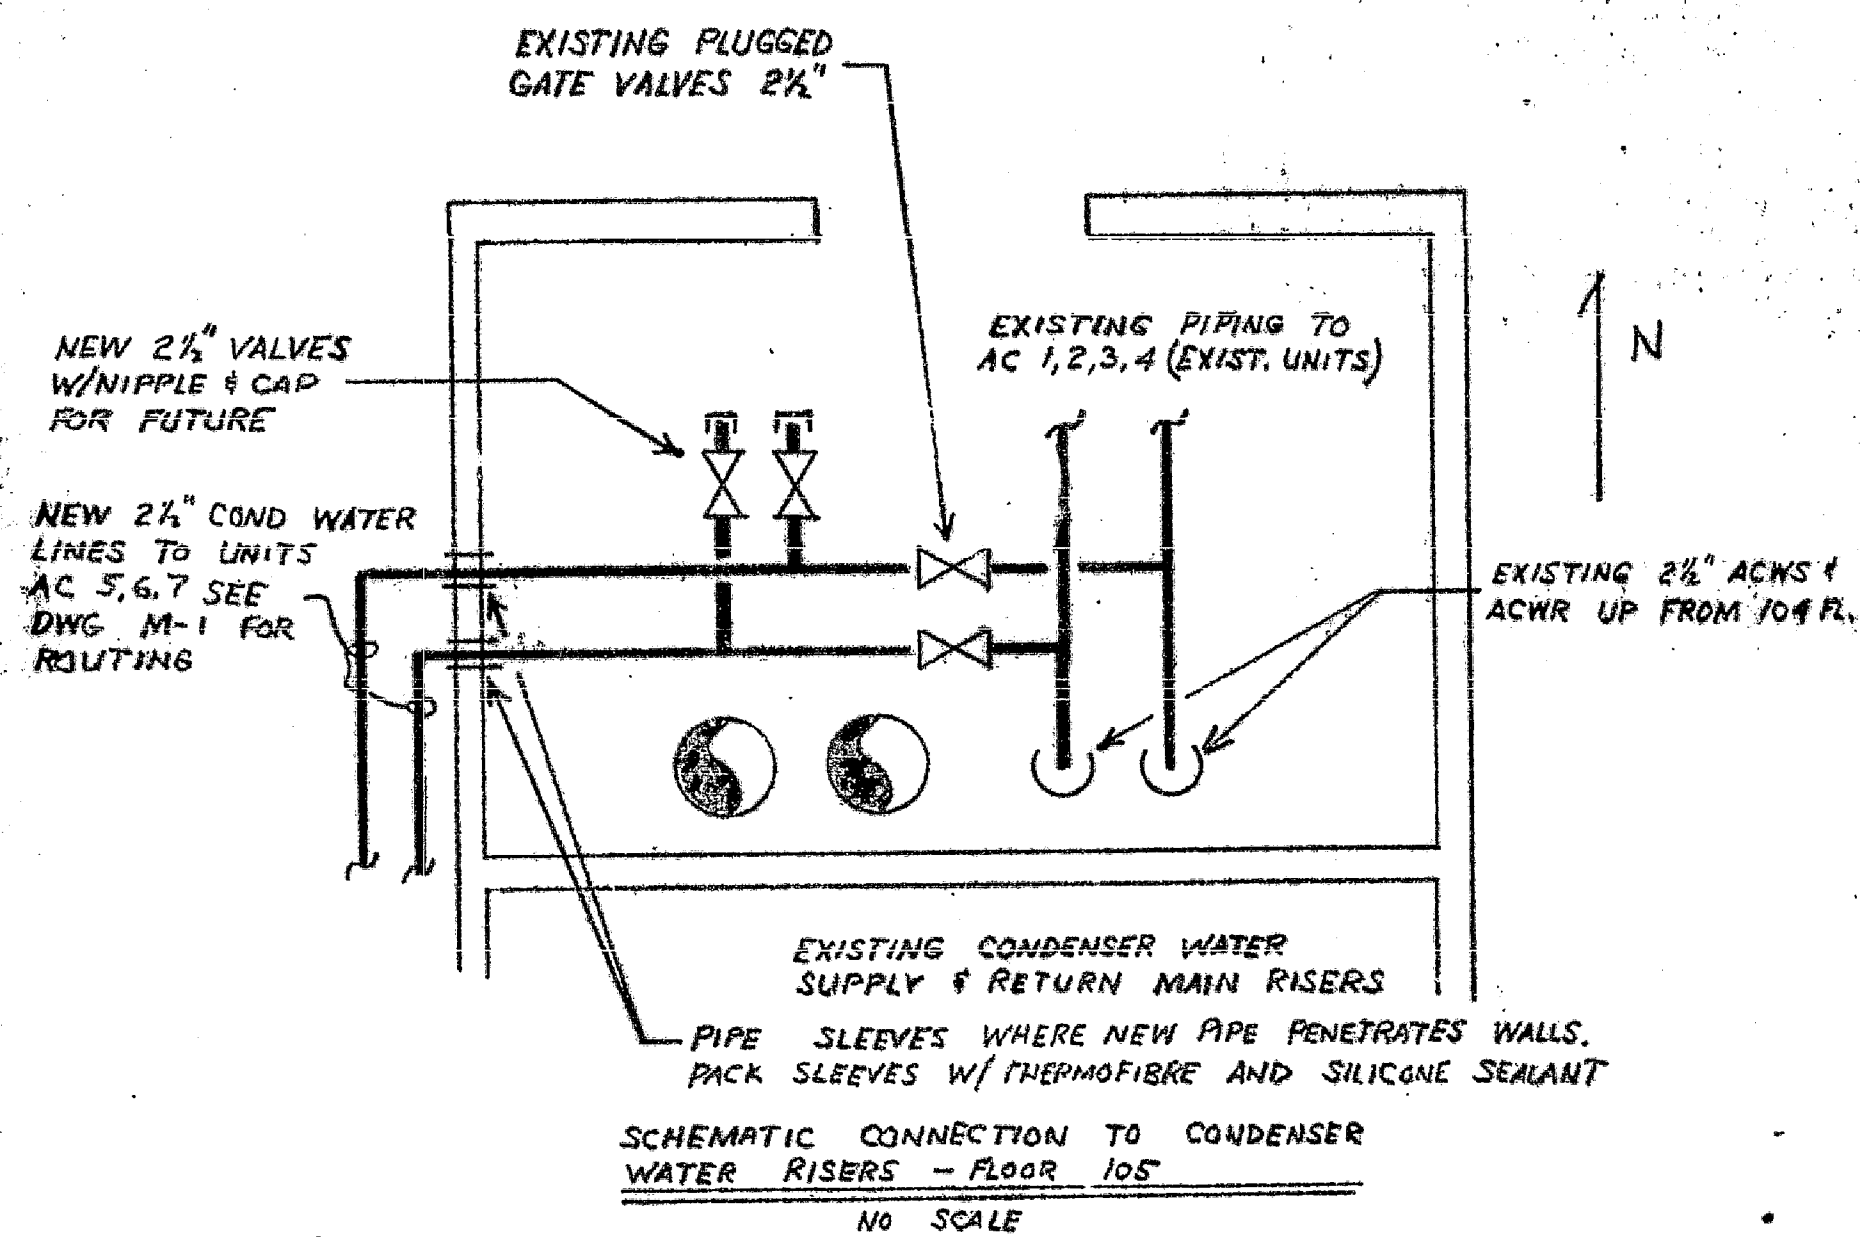 EXISTING PLUGGED
GATE VALVES 2½"
NEW 2½" VALVES
W/NIPPLE & CAP
FOR FUTURE
EXISTING PIPING TO
AC 1,2,3,4 (EXIST. UNITS)
N
NEW 2½" COND WATER
LINES TO UNITS
AC 5,6,7 SEE
DWG M-1 FOR
ROUTING
EXISTING 2½" ACWS &
ACWR UP FROM 104 FL.
EXISTING CONDENSER WATER
SUPPLY & RETURN MAIN RISERS
PIPE SLEEVES WHERE NEW PIPE PENETRATES WALLS.
PACK SLEEVES W/ THERMOFIBRE AND SILICONE SEALANT
SCHEMATIC CONNECTION TO CONDENSER
WATER RISERS - FLOOR 105
NO SCALE